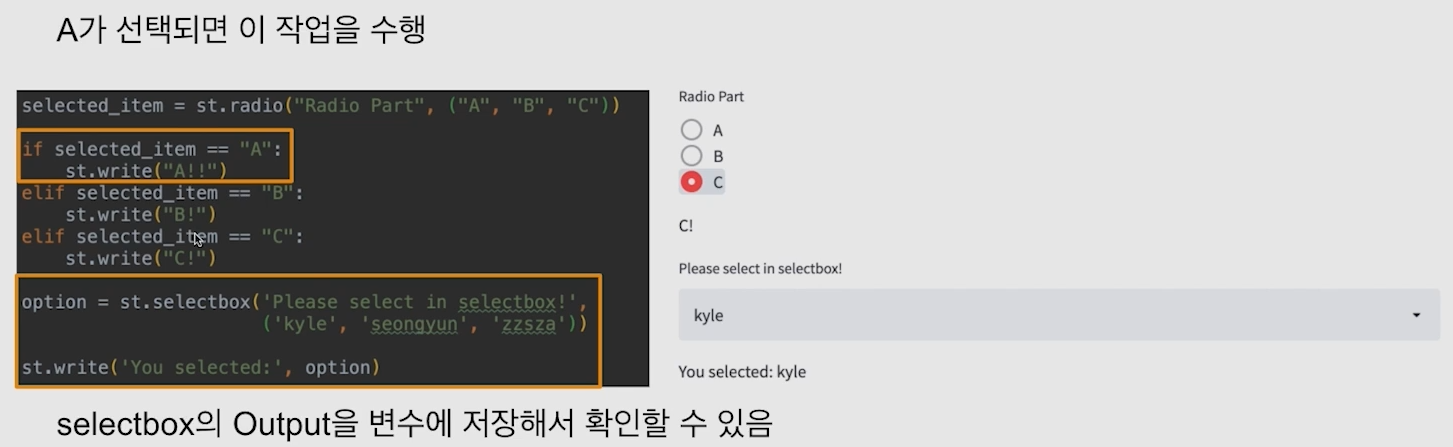 A가 선택되면 이 작업을 수행
selected_item = st.radio("Radio Part", ("A", "B", "C"))
if selected_item == "A":
    st.write("A!!")
elif selected_item == "B":
    st.write("B!")
elif selected_item == "C":
    st.write("C!")
option = st.selectbox('Please select in selectbox!',
                      ('kyle', 'seongyun', 'zzsza'))
st.write('You selected:', option)
Radio Part
A
B
C
C!
Please select in selectbox!
kyle
You selected: kyle
selectbox의 Output을 변수에 저장해서 확인할 수 있음